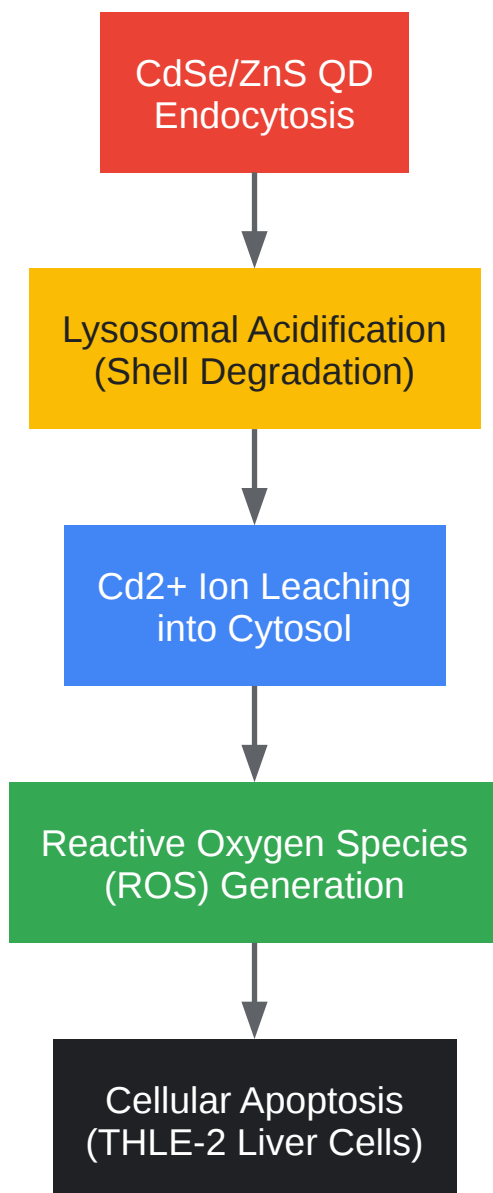 CdSe/ZnS QD
Endocytosis
Lysosomal Acidification
(Shell Degradation)
Cd2+ Ion Leaching
into Cytosol
Reactive Oxygen Species
(ROS) Generation
Cellular Apoptosis
(THLE-2 Liver Cells)